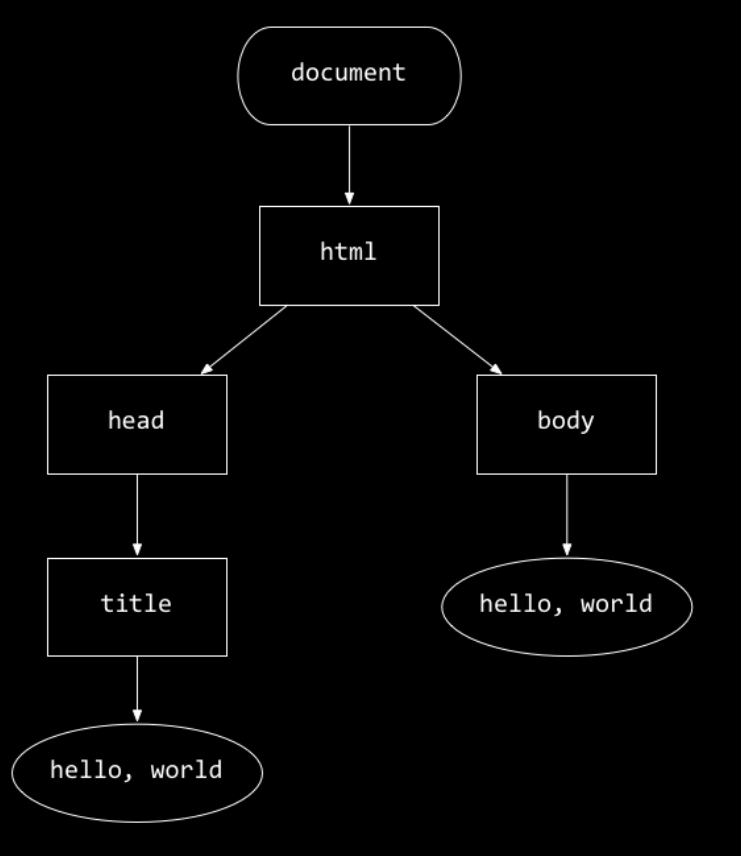 document
html
head
body
title
hello, world
hello, world